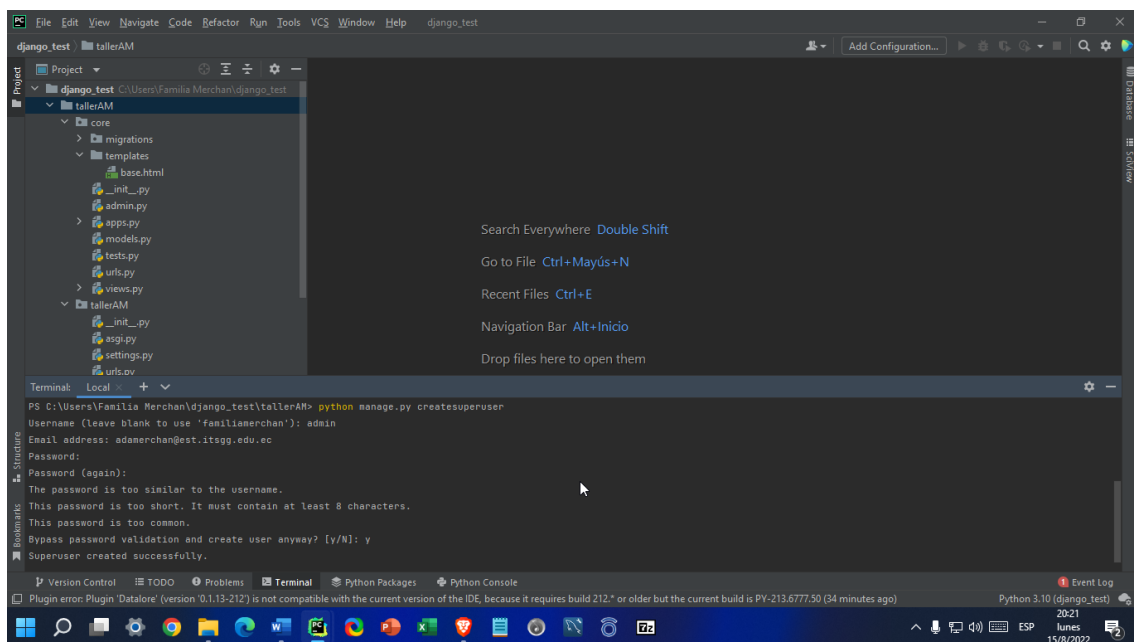 PC File Edit View Navigate Code Refactor Run Tools VCS Window Help django_test
django_test tallerAM Add Configuration...
Project
Project
django_test C:\Users\Familia Merchan\django_test
tallerAM
core
migrations
templates
base.html
__init__.py
admin.py
apps.py
models.py
tests.py
urls.py
views.py
tallerAM
__init__.py
asgi.py
settings.py
urls.py
Search Everywhere Double Shift
Go to File Ctrl+Mayús+N
Recent Files Ctrl+E
Navigation Bar Alt+Inicio
Drop files here to open them
Database
SciView
Terminal: Local
PS C:\Users\Familia Merchan\django_test\tallerAM> python manage.py createsuperuser
Username (leave blank to use 'familiamerchan'): admin
Email address: adamerchan@est.itsgg.edu.ec
Password:
Password (again):
The password is too similar to the username.
This password is too short. It must contain at least 8 characters.
This password is too common.
Bypass password validation and create user anyway? [y/N]: y
Superuser created successfully.
Structure
Bookmarks
Version Control TODO Problems Terminal Python Packages Python Console 1 Event Log
Plugin error: Plugin 'Datalore' (version '0.1.13-212') is not compatible with the current version of the IDE, because it requires build 212.* or older but the current build is PY-213.6777.50 (34 minutes ago) Python 3.10 (django_test)
ESP
20:21
lunes
15/8/2022
2